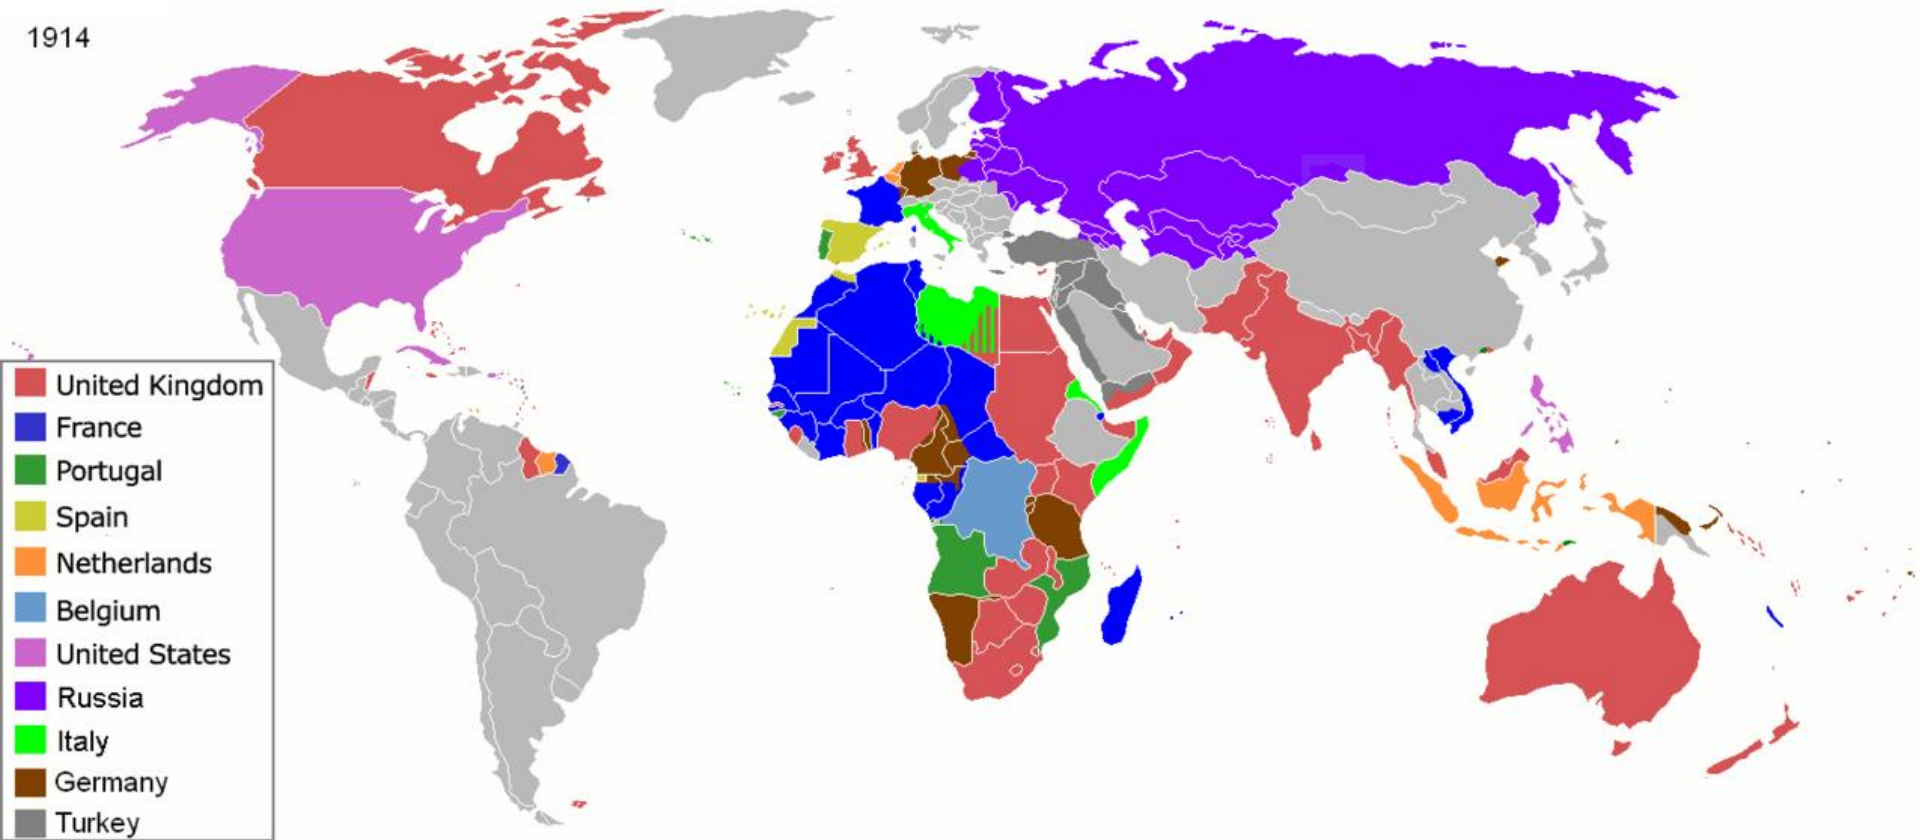 1914
United Kingdom
France
Portugal
Spain
Netherlands
Belgium
United States
Russia
Italy
Germany
Turkey